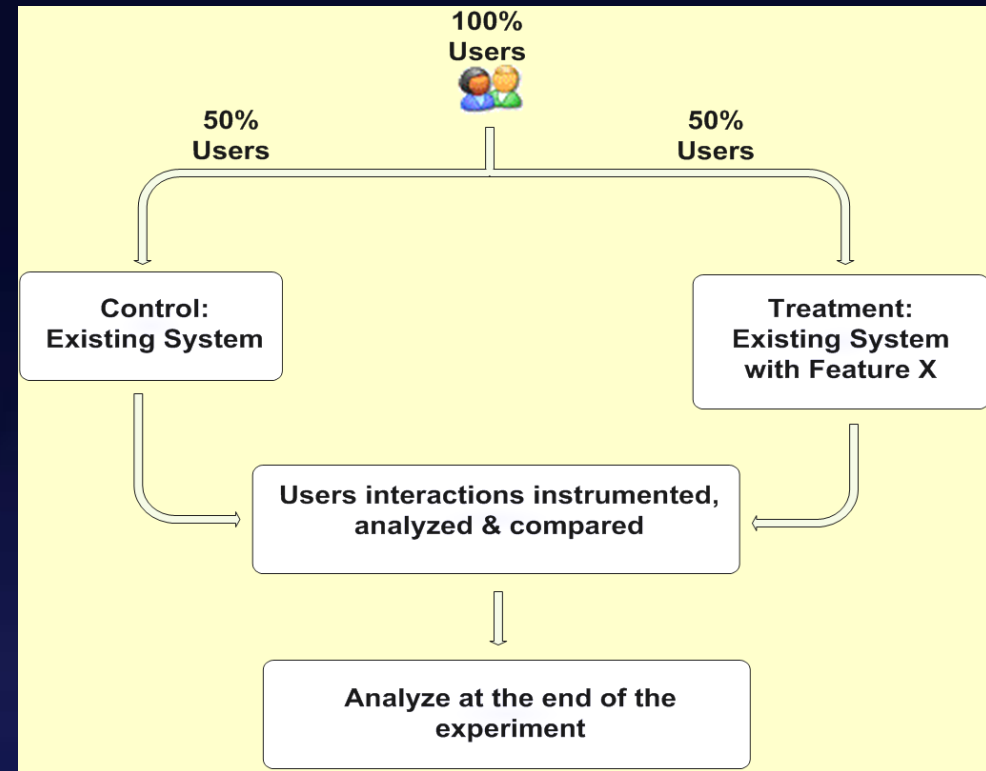 100%
Users
50%
Users
50%
Users
Control:
Existing System
Treatment:
Existing System
with Feature X
Users interactions instrumented,
analyzed & compared
Analyze at the end of the
experiment